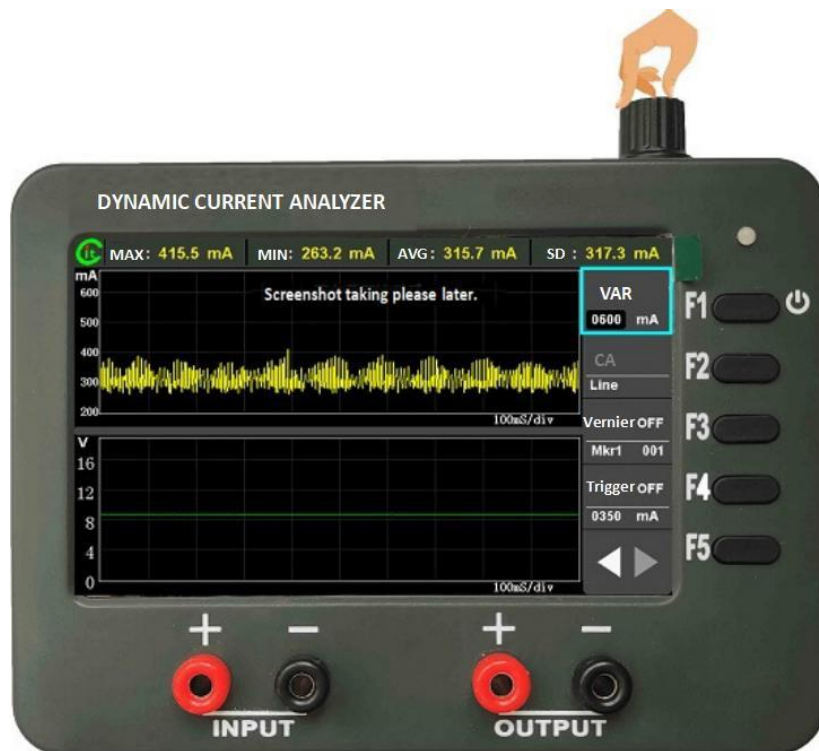 DYNAMIC CURRENT ANALYZER
it MAX: 415.5 mA MIN: 263.2 mA AVG: 315.7 mA SD : 317.3 mA
mA
600
500
400
300
200
Screenshot taking please later.
100mS/div
V
16
12
8
4
0
100mS/div
VAR
0600 mA
CA
Line
Vernier OFF
Mkr1 001
Trigger OFF
0350 mA
F1
F2
F3
F4
F5
+ − + −
INPUT OUTPUT